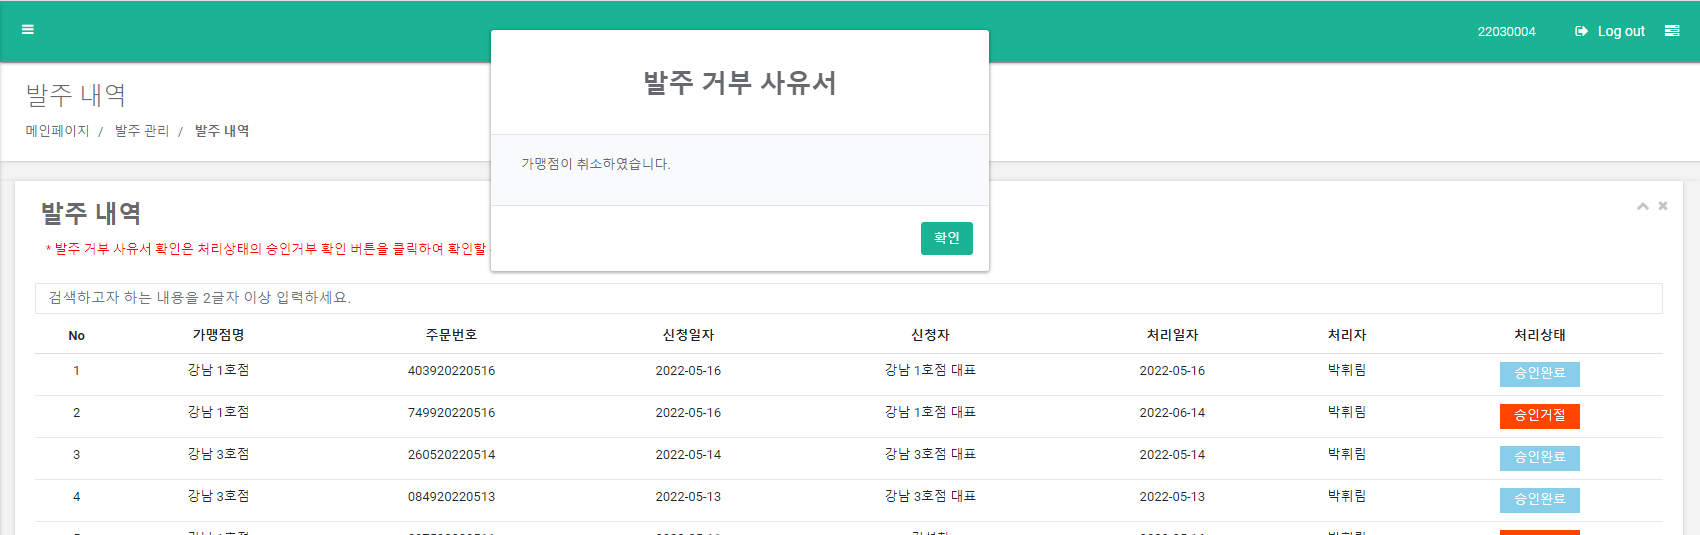 22030004 Log out
발주 내역
메인페이지 / 발주 관리 / 발주 내역
발주 거부 사유서
가맹점이 취소하였습니다.
확인
발주 내역
* 발주 거부 사유서 확인은 처리상태의 승인거부 확인 버튼을 클릭하여 확인할
검색하고자 하는 내용을 2글자 이상 입력하세요.
No 가맹점명 주문번호 신청일자 신청자 처리일자 처리자 처리상태
1 강남 1호점 403920220516 2022-05-16 강남 1호점 대표 2022-05-16 박휘림 승인완료
2 강남 1호점 749920220516 2022-05-16 강남 1호점 대표 2022-06-14 박휘림 승인거절
3 강남 3호점 260520220514 2022-05-14 강남 3호점 대표 2022-05-14 박휘림 승인완료
4 강남 3호점 084920220513 2022-05-13 강남 3호점 대표 2022-05-13 박휘림 승인완료